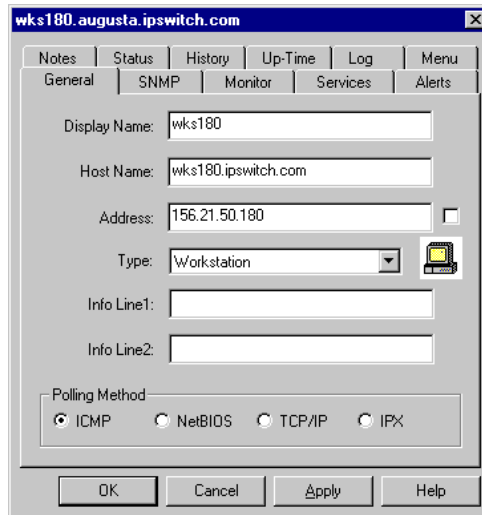 wks180.augusta.ipswitch.com
Notes Status History Up-Time Log Menu
General SNMP Monitor Services Alerts
Display Name: wks180
Host Name: wks180.ipswitch.com
Address: 156.21.50.180
Type: Workstation
Info Line1:
Info Line2:
Polling Method
ICMP NetBIOS TCP/IP IPX
OK Cancel Apply Help